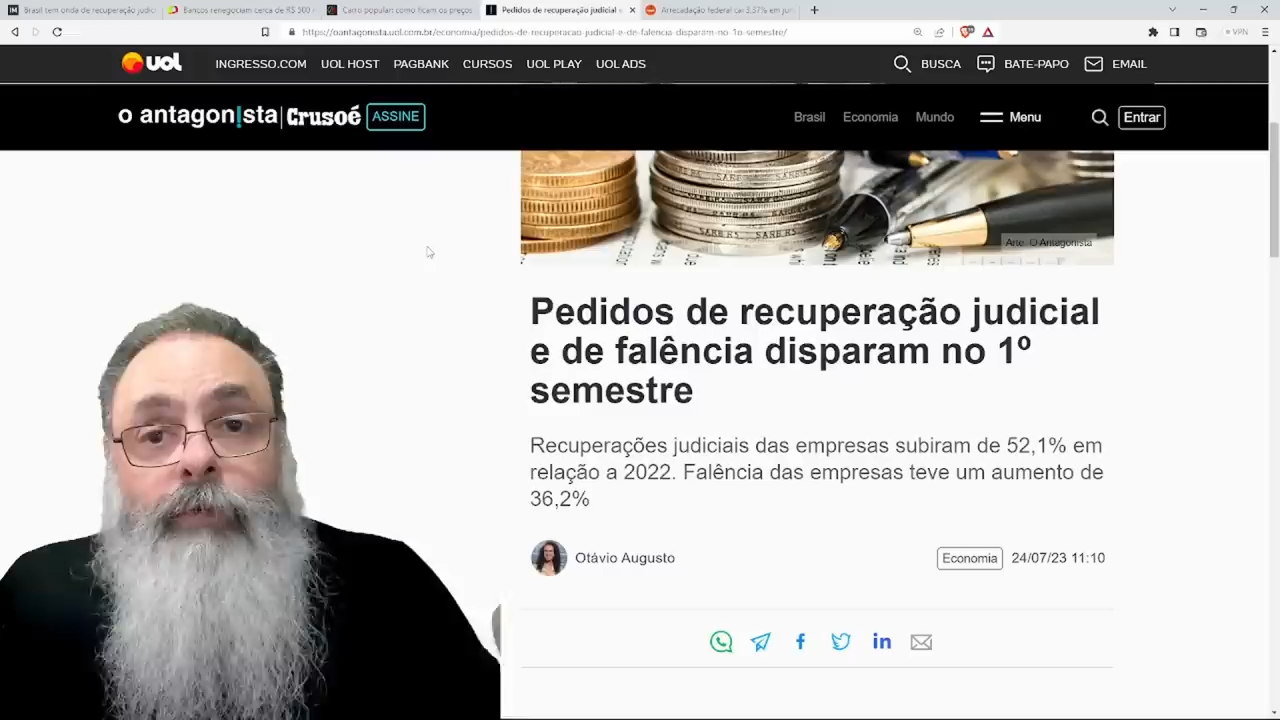 Brasil tem onda de recuperação judici
Bancos renegociam cerca de R$ 500
Carro popular: como ficam os preços
Pedidos de recuperação judicial e
Arrecadação federal cai 3,37% em jun
https://oantagonista.uol.com.br/economia/pedidos-de-recuperacao-judicial-e-de-falencia-disparam-no-1o-semestre/
VPN
UOL
INGRESSO.COM UOL HOST PAGBANK CURSOS UOL PLAY UOL ADS BUSCA BATE-PAPO EMAIL
o antagon!sta | Crusoé ASSINE Brasil Economia Mundo Menu Entrar
Arte: O Antagonista
Pedidos de recuperação judicial
e de falência disparam no 1º
semestre
Recuperações judiciais das empresas subiram de 52,1% em
relação a 2022. Falência das empresas teve um aumento de
36,2%
Otávio Augusto Economia 24/07/23 11:10